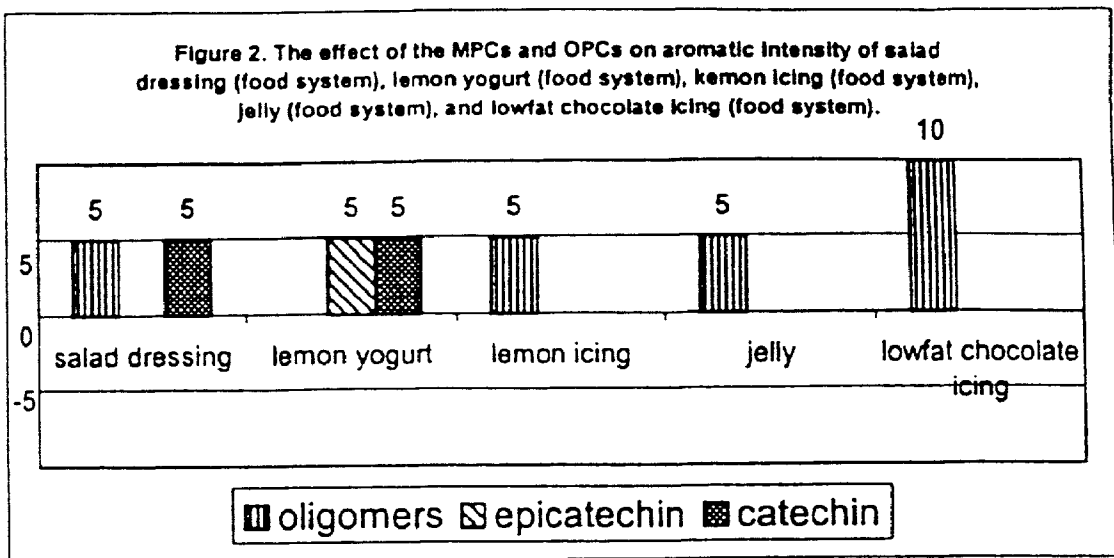 Figure 2. The effect of the MPCs and OPCs on aromatic intensity of salad
dressing (food system), lemon yogurt (food system), kemon icing (food system),
jelly (food system), and lowfat chocolate icing (food system).
10
5 5 5 5 5 5
5
0
salad dressing lemon yogurt lemon icing jelly lowfat chocolate
icing
-5
oligomers epicatechin catechin